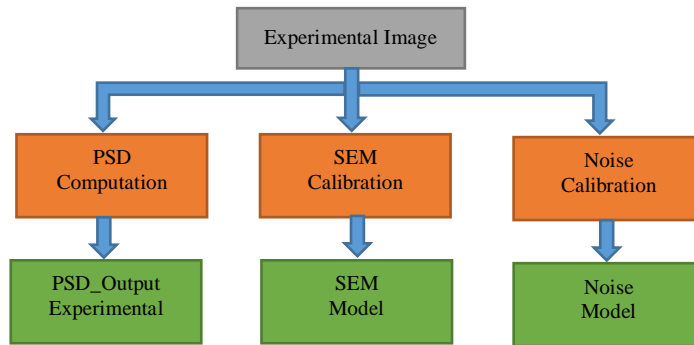 Experimental Image
PSD
Computation
SEM
Calibration
Noise
Calibration
PSD_Output
Experimental
SEM
Model
Noise
Model